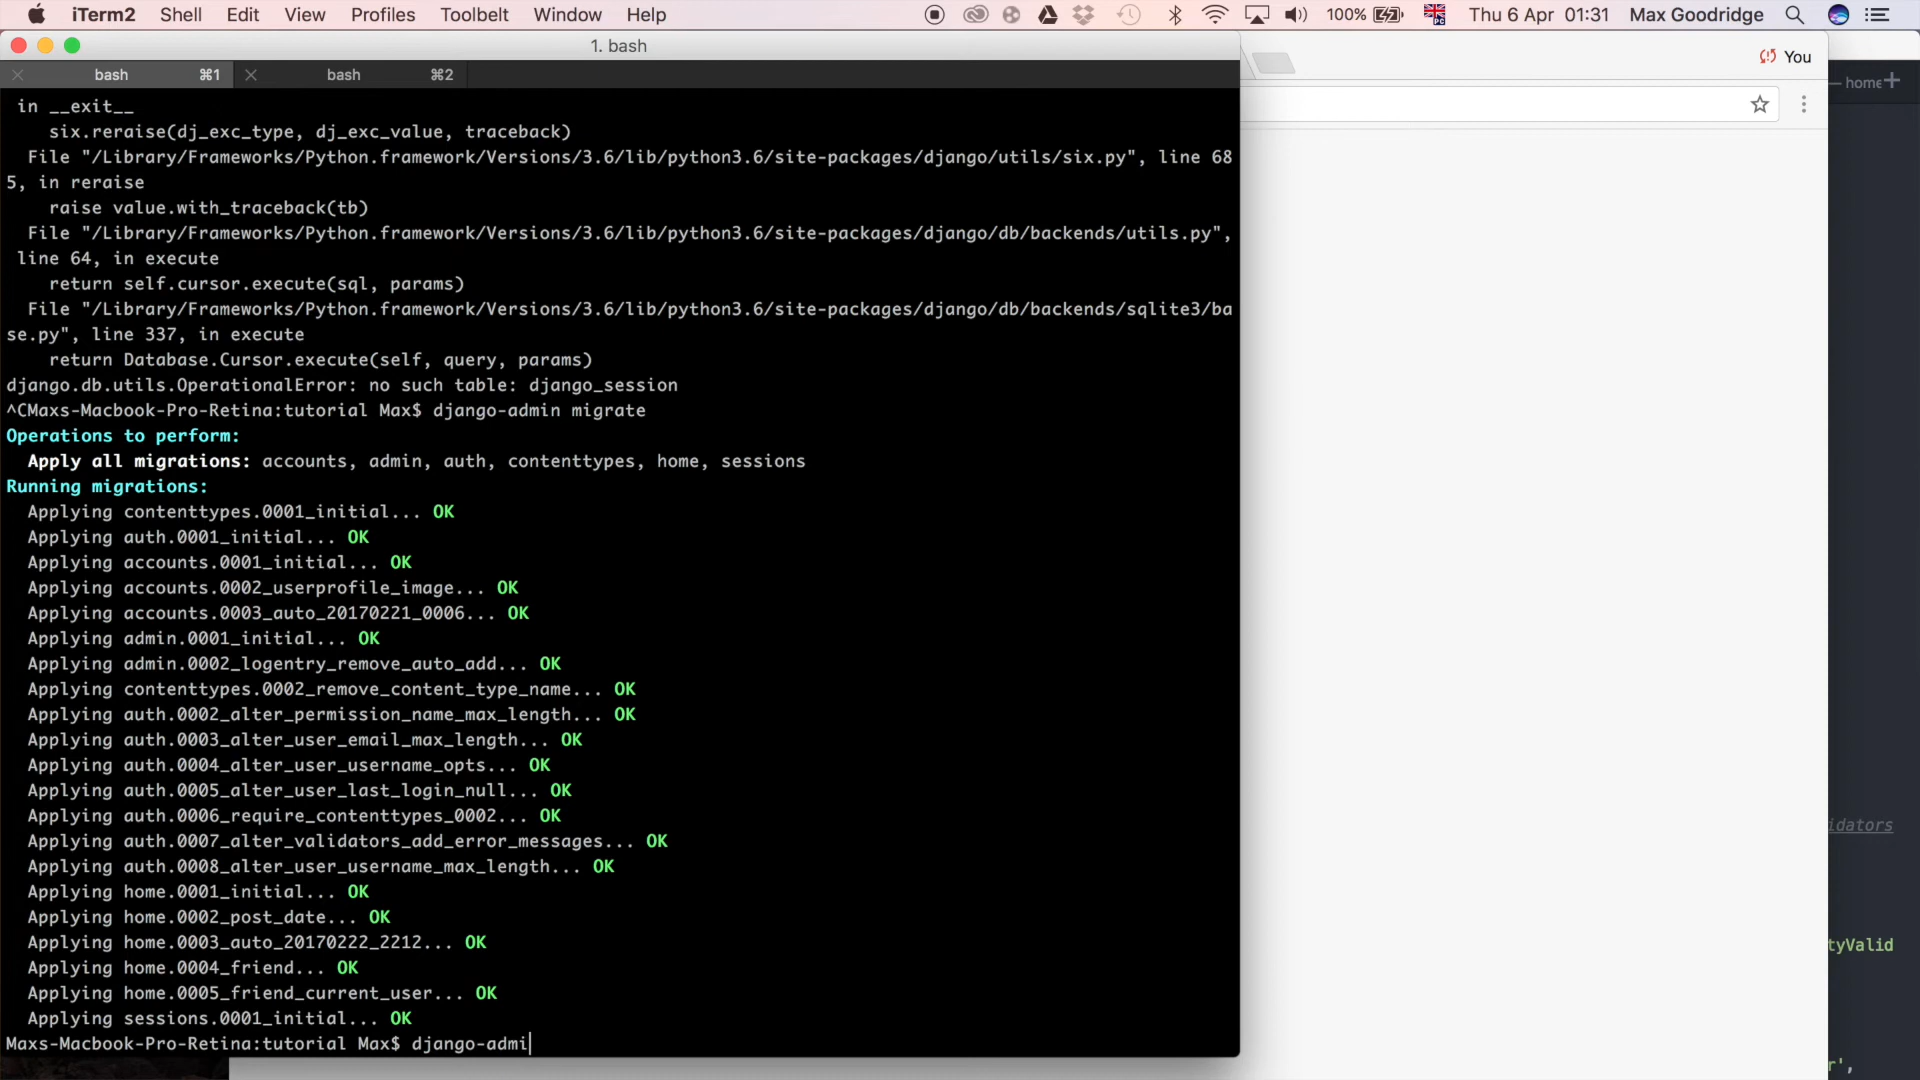 iTerm2 Shell Edit View Profiles Toolbelt Window Help 100% Thu 6 Apr 01:31 Max Goodridge
1. bash
bash ⌘1 bash ⌘2
You
— home
in __exit__
six.reraise(dj_exc_type, dj_exc_value, traceback)
File "/Library/Frameworks/Python.framework/Versions/3.6/lib/python3.6/site-packages/django/utils/six.py", line 68
5, in reraise
raise value.with_traceback(tb)
File "/Library/Frameworks/Python.framework/Versions/3.6/lib/python3.6/site-packages/django/db/backends/utils.py",
line 64, in execute
return self.cursor.execute(sql, params)
File "/Library/Frameworks/Python.framework/Versions/3.6/lib/python3.6/site-packages/django/db/backends/sqlite3/ba
se.py", line 337, in execute
return Database.Cursor.execute(self, query, params)
django.db.utils.OperationalError: no such table: django_session
^CMaxs-Macbook-Pro-Retina:tutorial Max$ django-admin migrate
Operations to perform:
Apply all migrations: accounts, admin, auth, contenttypes, home, sessions
Running migrations:
Applying contenttypes.0001_initial... OK
Applying auth.0001_initial... OK
Applying accounts.0001_initial... OK
Applying accounts.0002_userprofile_image... OK
Applying accounts.0003_auto_20170221_0006... OK
Applying admin.0001_initial... OK
Applying admin.0002_logentry_remove_auto_add... OK
Applying contenttypes.0002_remove_content_type_name... OK
Applying auth.0002_alter_permission_name_max_length... OK
Applying auth.0003_alter_user_email_max_length... OK
Applying auth.0004_alter_user_username_opts... OK
Applying auth.0005_alter_user_last_login_null... OK
Applying auth.0006_require_contenttypes_0002... OK
Applying auth.0007_alter_validators_add_error_messages... OK
Applying auth.0008_alter_user_username_max_length... OK
Applying home.0001_initial... OK
Applying home.0002_post_date... OK
Applying home.0003_auto_20170222_2212... OK
Applying home.0004_friend... OK
Applying home.0005_friend_current_user... OK
Applying sessions.0001_initial... OK
Maxs-Macbook-Pro-Retina:tutorial Max$ django-admi
idators
tyValid
r',